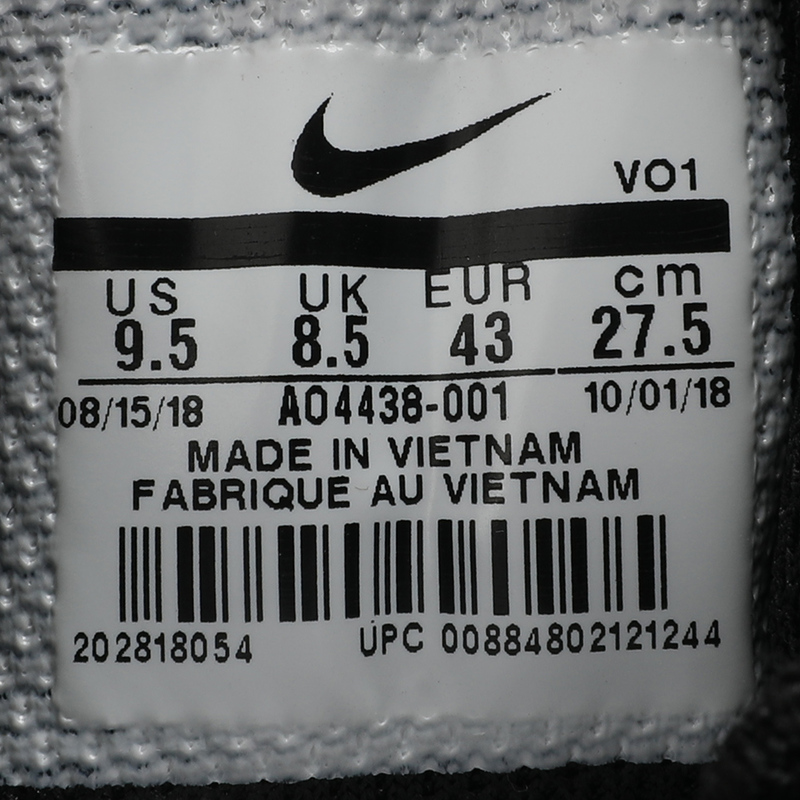 VO1
US UK EUR cm
9.5 8.5 43 27.5
08/15/18 AO4438-001 10/01/18
MADE IN VIETNAM
FABRIQUE AU VIETNAM
202818054 UPC 00884802121244